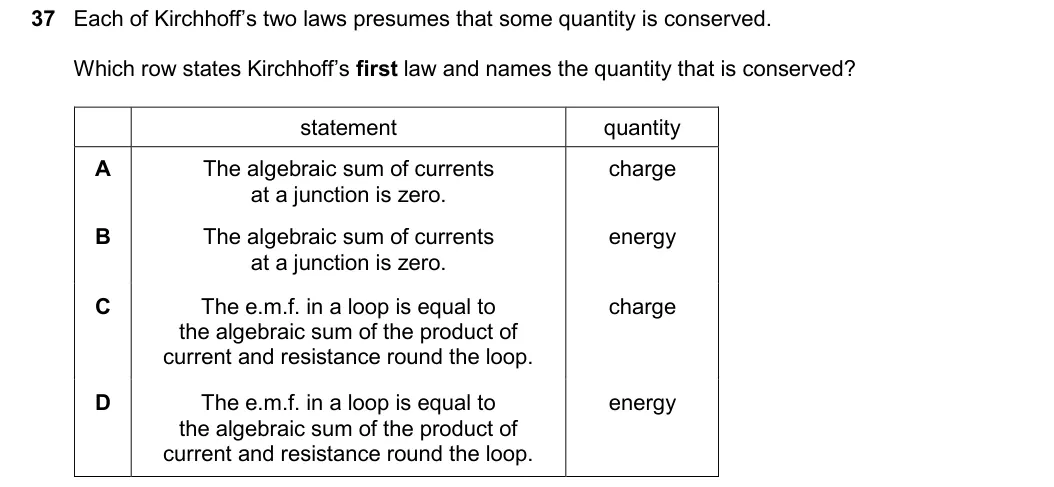 37 Each of Kirchhoff's two laws presumes that some quantity is conserved.
Which row states Kirchhoff's first law and names the quantity that is conserved?
statement quantity
A The algebraic sum of currents charge
at a junction is zero.
B The algebraic sum of currents energy
at a junction is zero.
C The e.m.f. in a loop is equal to charge
the algebraic sum of the product of
current and resistance round the loop.
D The e.m.f. in a loop is equal to energy
the algebraic sum of the product of
current and resistance round the loop.